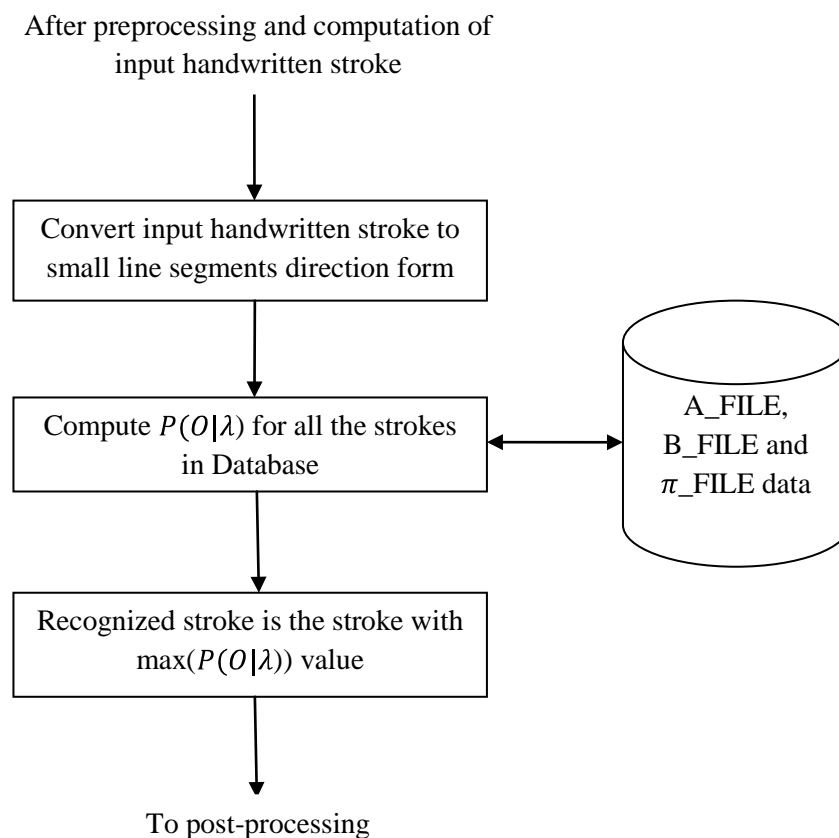 After preprocessing and computation of
input handwritten stroke
Convert input handwritten stroke to
small line segments direction form
Compute 𝑃(𝑂|𝜆) for all the strokes
in Database
A_FILE,
B_FILE and
𝜋_FILE data
Recognized stroke is the stroke with
max(𝑃(𝑂|𝜆)) value
To post-processing